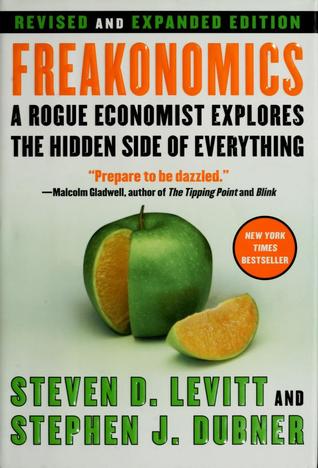 REVISED AND EXPANDED EDITION
FREAKONOMICS
A ROGUE ECONOMIST EXPLORES
THE HIDDEN SIDE OF EVERYTHING
“Prepare to be dazzled.”
—Malcolm Gladwell, author of The Tipping Point and Blink
NEW YORK
TIMES
BESTSELLER
STEVEN D. LEVITT AND
STEPHEN J. DUBNER